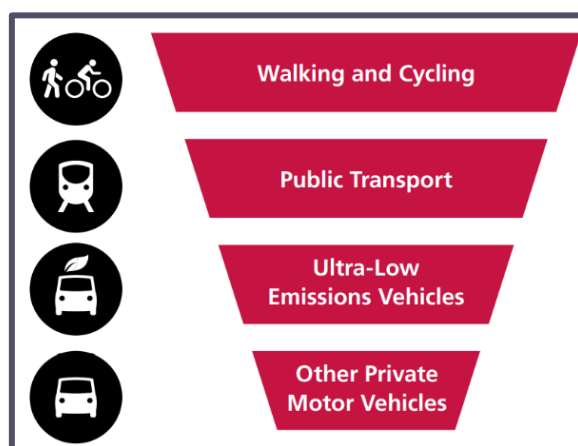 Walking and Cycling
Public Transport
Ultra-Low
Emissions Vehicles
Other Private
Motor Vehicles